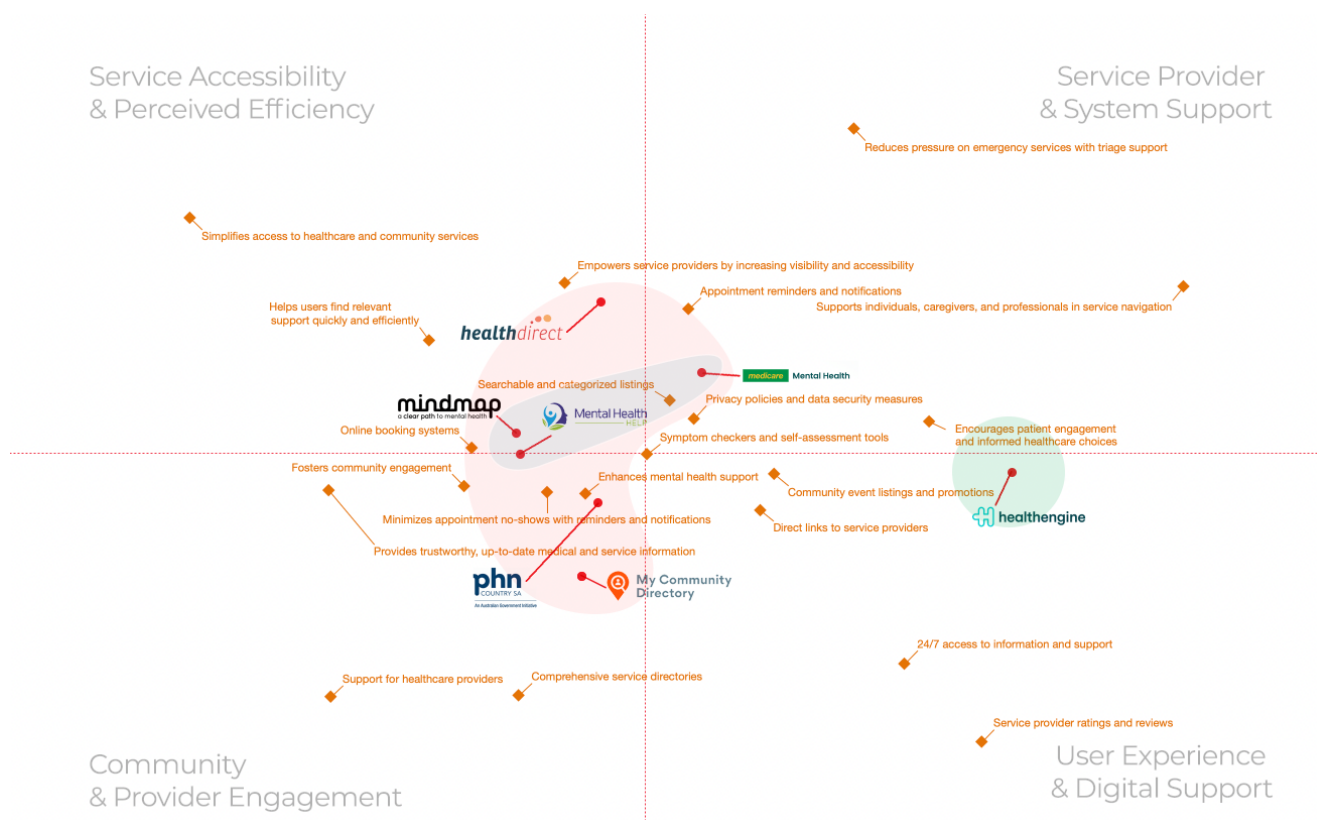 Service Accessibility
& Perceived Efficiency
Service Provider
& System Support
Reduces pressure on emergency services with triage support
Simplifies access to healthcare and community services
Empowers service providers by increasing visibility and accessibility
Appointment reminders and notifications
Helps users find relevant
support quickly and efficiently
Supports individuals, caregivers, and professionals in service navigation
healthdirect
medicare Mental Health
Searchable and categorized listings
mindmap
a clear path to mental health
Mental Health
HELP
Privacy policies and data security measures
Online booking systems
Symptom checkers and self-assessment tools
Encourages patient engagement
and informed healthcare choices
Fosters community engagement
Enhances mental health support
Community event listings and promotions
Minimizes appointment no-shows with reminders and notifications
Direct links to service providers
healthengine
Provides trustworthy, up-to-date medical and service information
phn
COUNTRY SA
An Australian Government Initiative
My Community
Directory
24/7 access to information and support
Support for healthcare providers
Comprehensive service directories
Service provider ratings and reviews
Community
& Provider Engagement
User Experience
& Digital Support